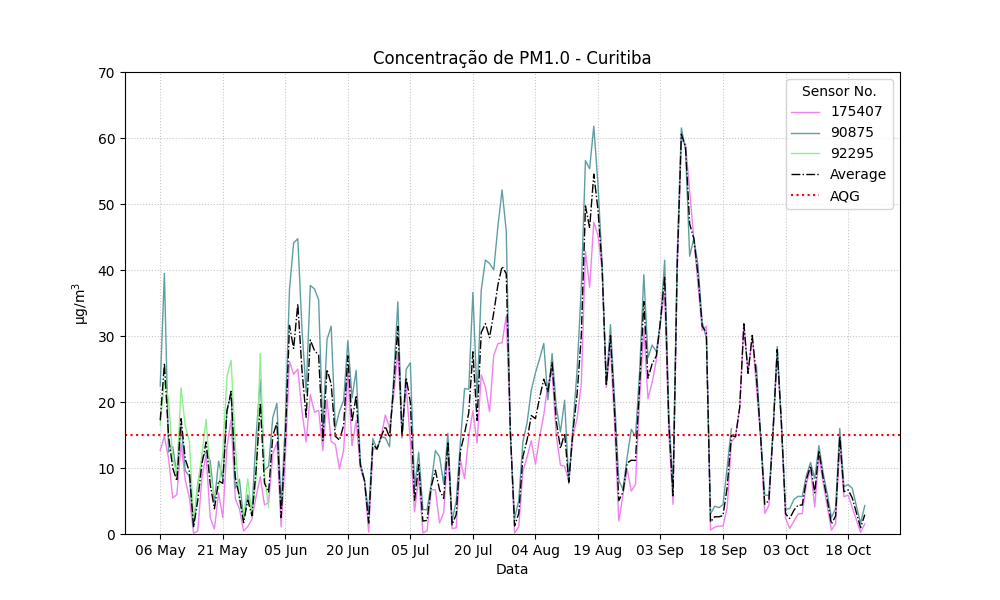 Concentração de PM1.0 - Curitiba
70
60
50
40
30
20
10
0
µg/m³
Sensor No.
175407
90875
92295
Average
AQG
06 May 21 May 05 Jun 20 Jun 05 Jul 20 Jul 04 Aug 19 Aug 03 Sep 18 Sep 03 Oct 18 Oct
Data